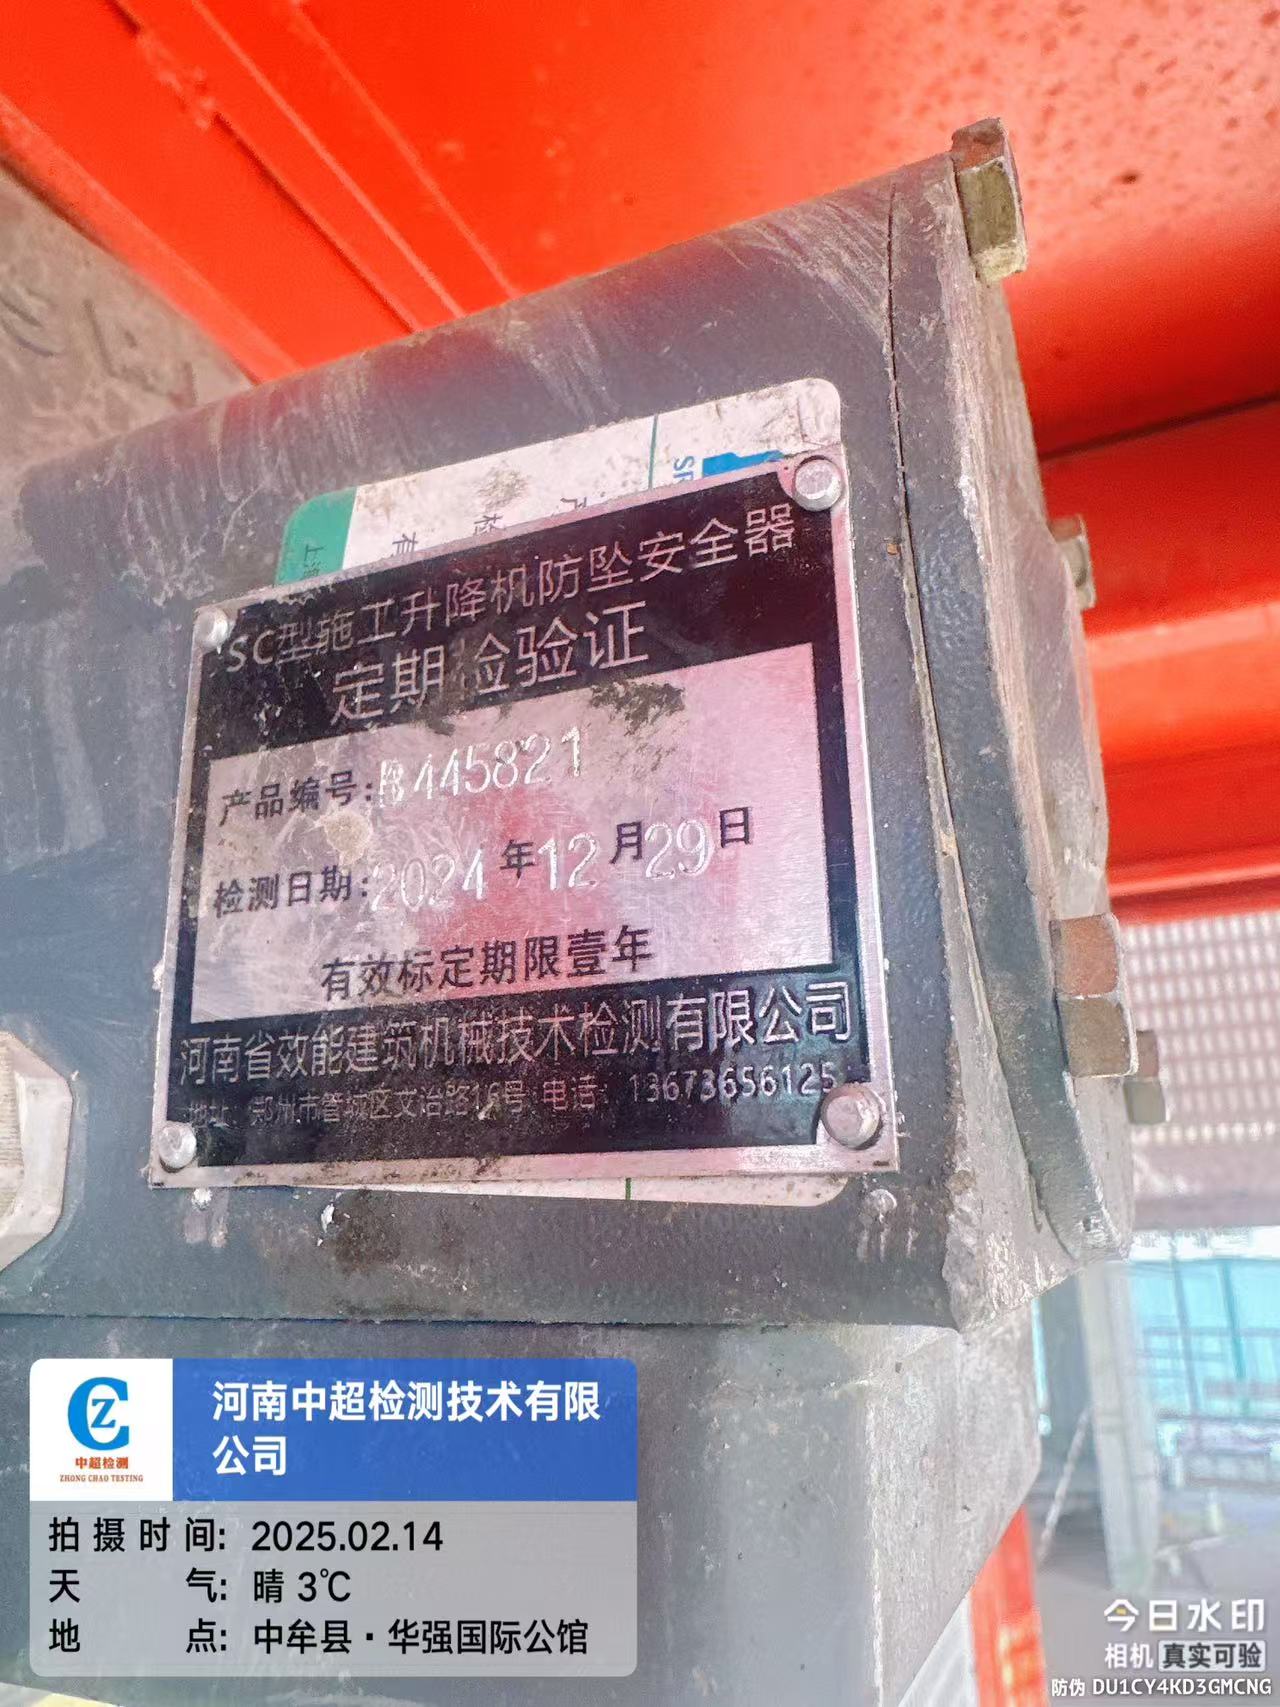 SR
上海
有
检
SC型施工升降机防坠安全器
定期检验证
产品编号:B445821
检测日期:2024年12月29日
有效标定期限壹年
河南省效能建筑机械技术检测有限公司
地址 郑州市管城区文治路16号 电话: 13673656125
河南中超检测技术有限
公司
中超检测
ZHONG CHAO TESTING
拍摄时间: 2025.02.14
天气: 晴 3℃
地点: 中牟县·华强国际公馆
今日水印
相机 真实可验
防伪 DU1CY4KD3GMCNG